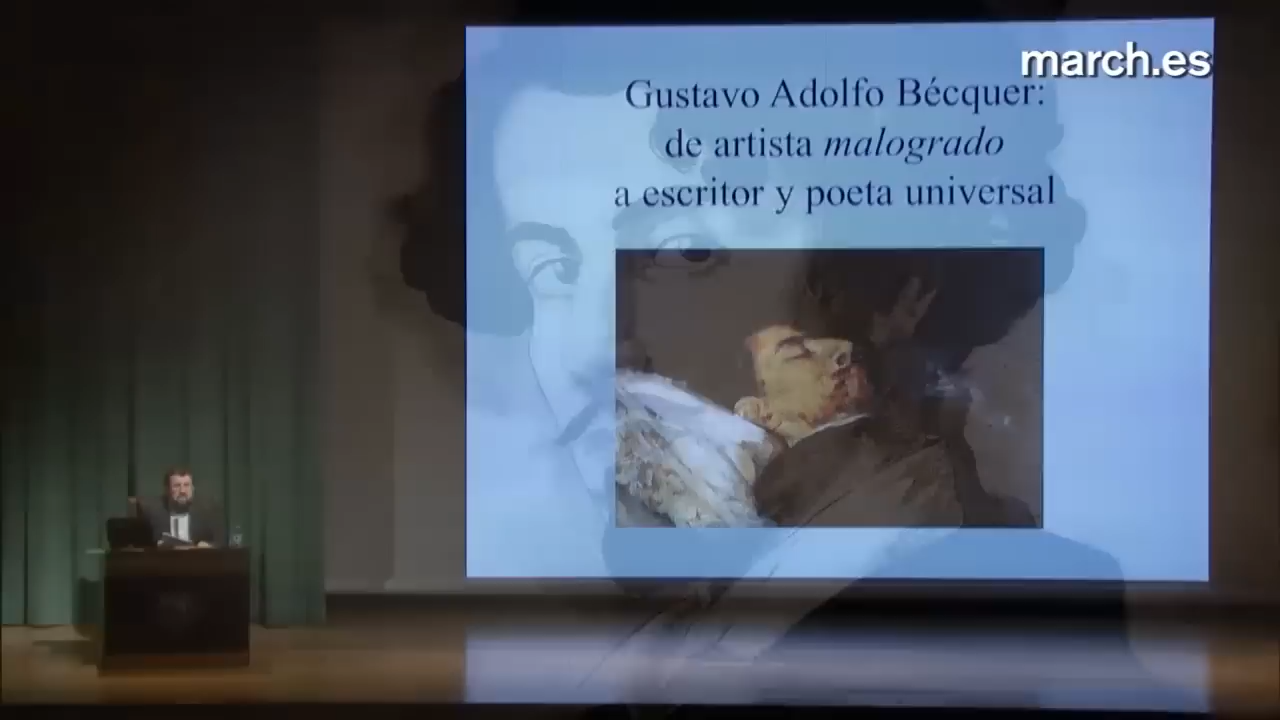 march.es
Gustavo Adolfo Bécquer:
de artista malogrado
a escritor y poeta universal